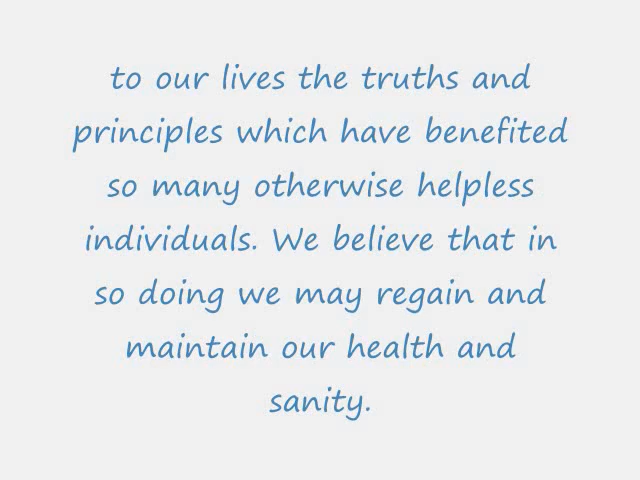 to our lives the truths and
principles which have benefited
so many otherwise helpless
individuals. We believe that in
so doing we may regain and
maintain our health and
sanity.